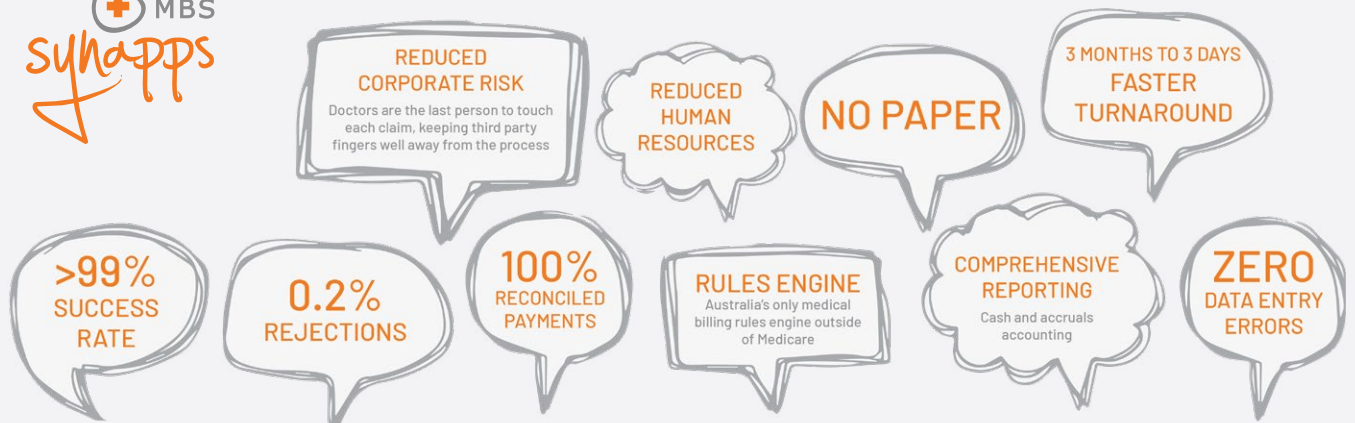 MBS
synapps
REDUCED
CORPORATE RISK
Doctors are the last person to touch
each claim, keeping third party
fingers well away from the process
REDUCED
HUMAN
RESOURCES
NO PAPER
3 MONTHS TO 3 DAYS
FASTER
TURNAROUND
>99%
SUCCESS
RATE
0.2%
REJECTIONS
100%
RECONCILED
PAYMENTS
RULES ENGINE
Australia's only medical
billing rules engine outside
of Medicare
COMPREHENSIVE
REPORTING
Cash and accruals
accounting
ZERO
DATA ENTRY
ERRORS